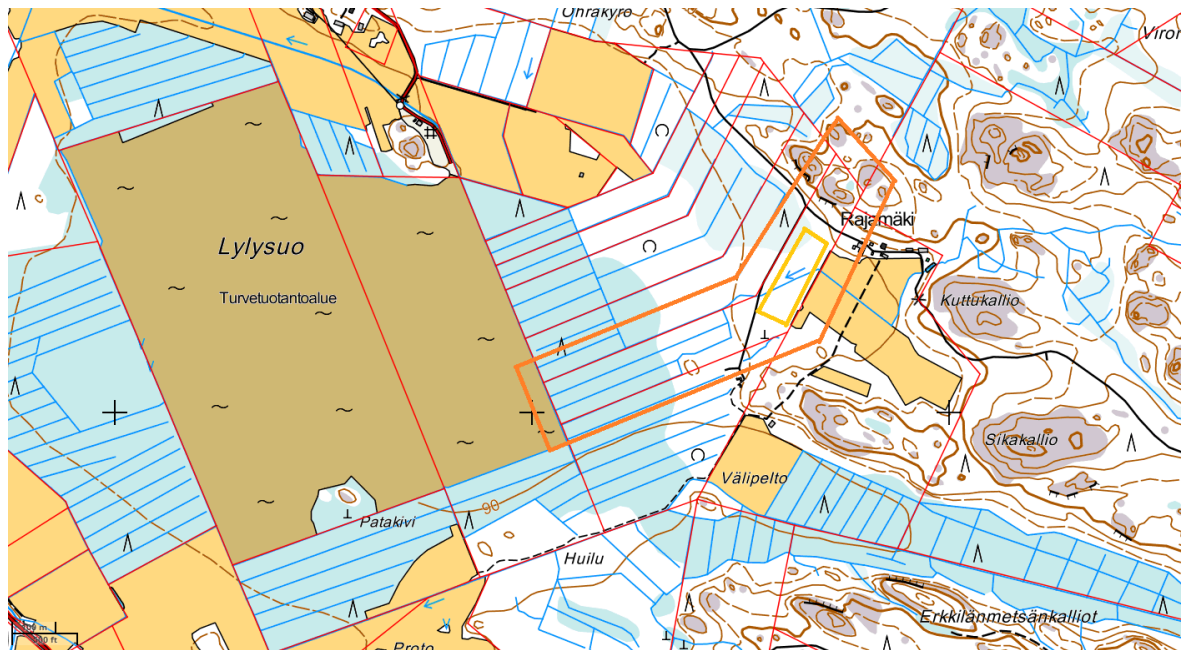 Ohrakyrö
Viror
Lylysuo
Turvetuotantoalue
Rajamäki
Kuttukallio
Sikakallio
Välipelto
90
Patakivi
Huilu
Erkkilänmetsänkalliot
Proto